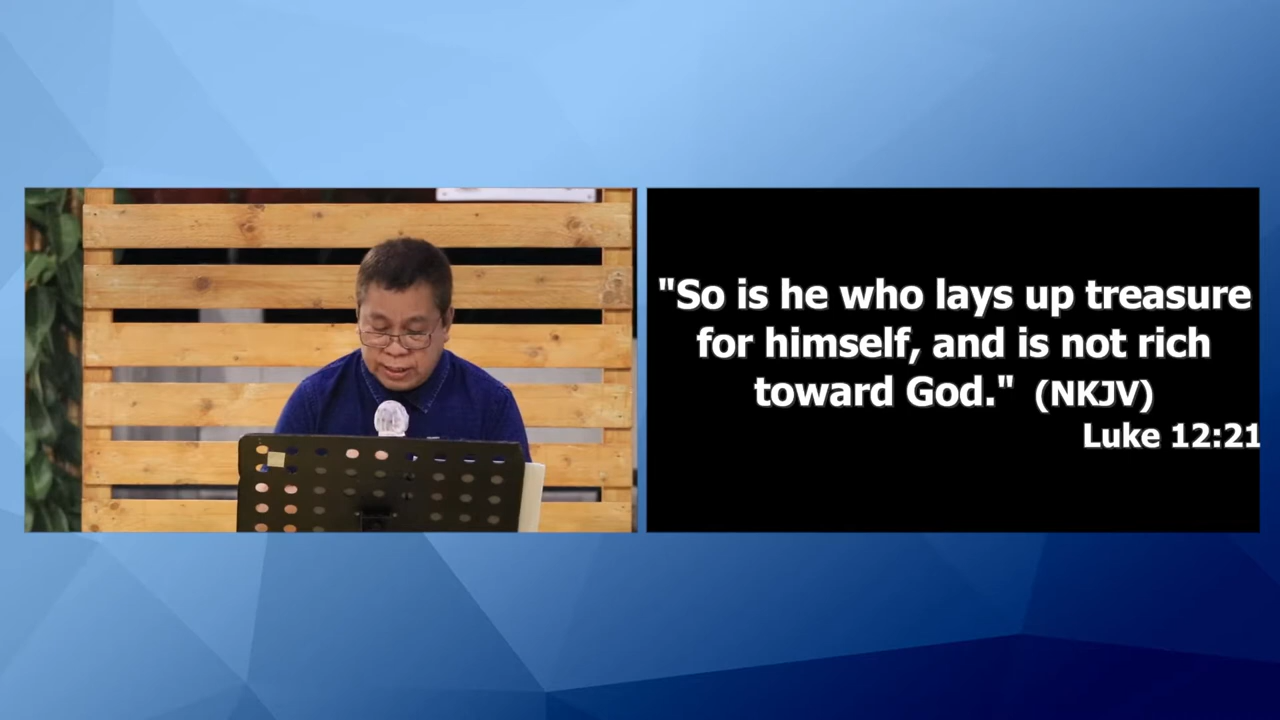 "So is he who lays up treasure
for himself, and is not rich
toward God." (NKJV)
Luke 12:21